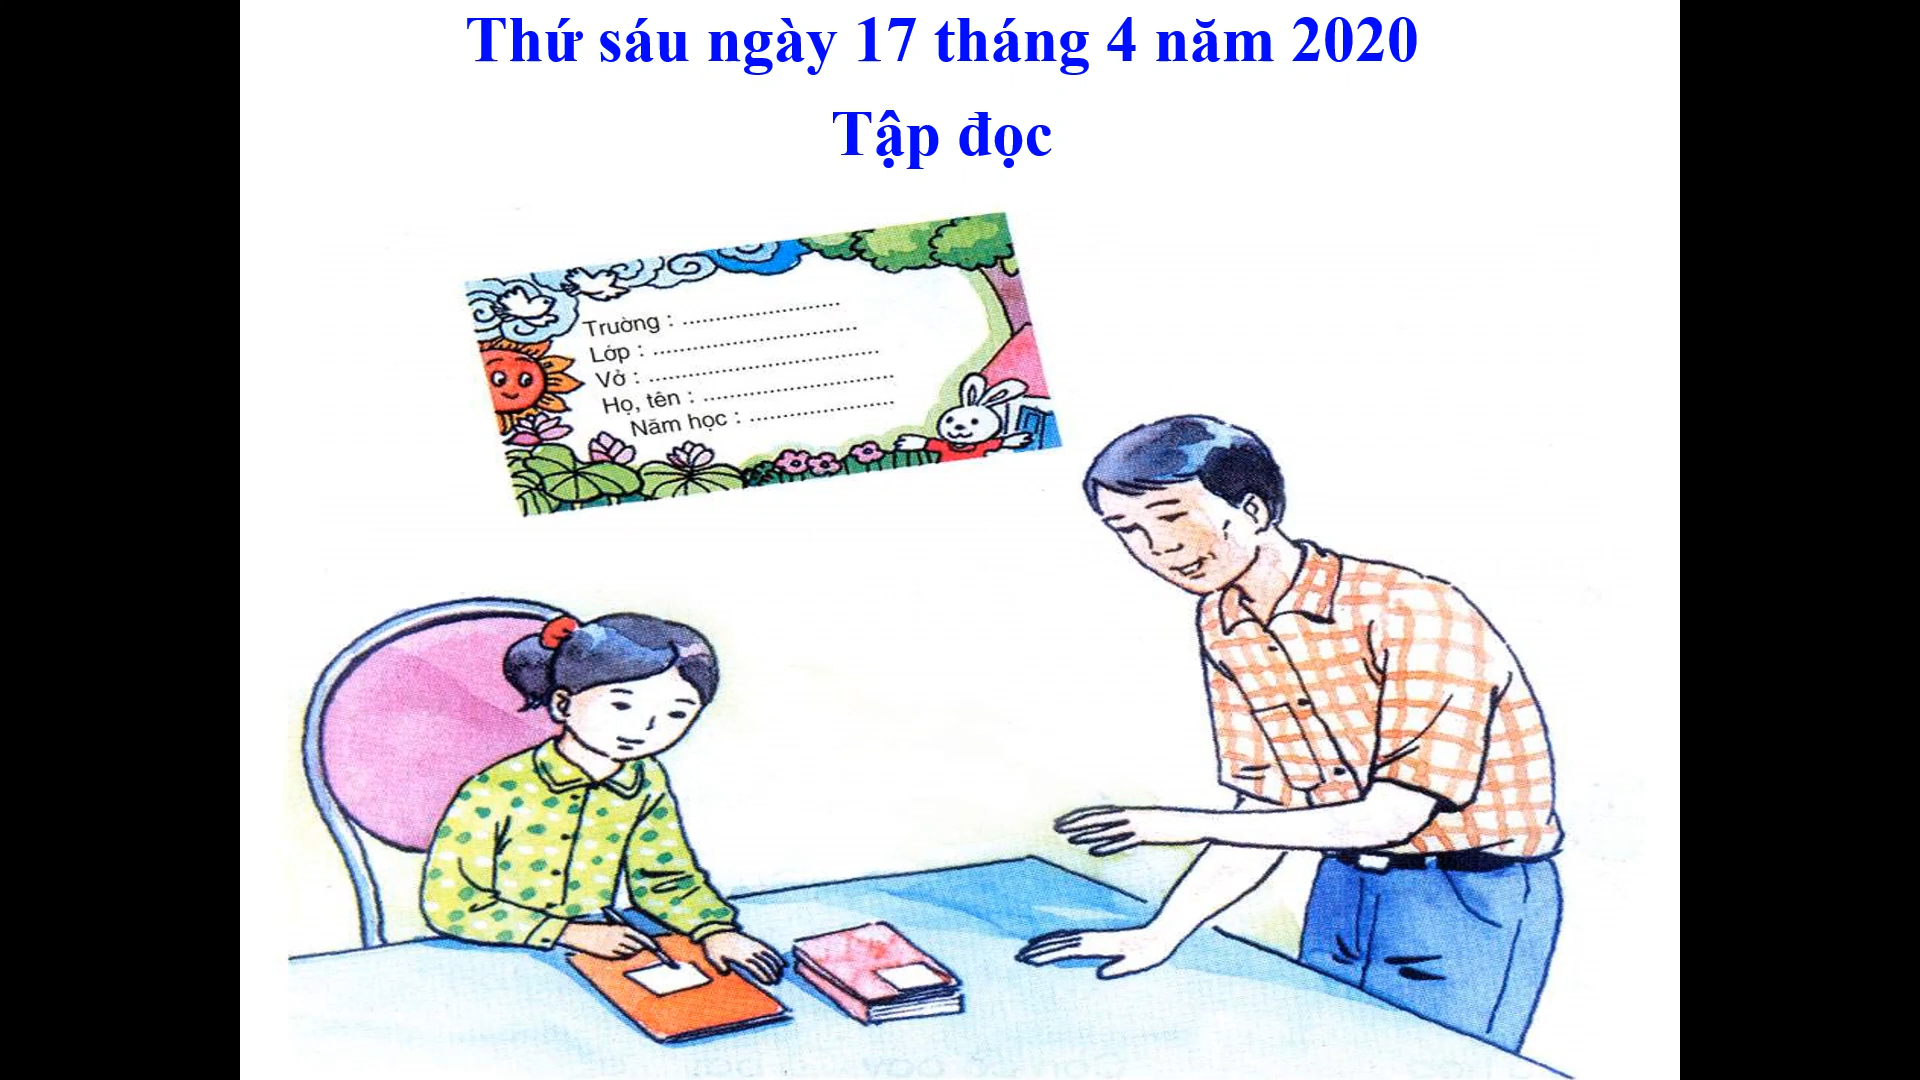 Thứ sáu ngày 17 tháng 4 năm 2020
Tập đọc
Trường : ........................
Lớp : ...............................
Vở : ...................................
Họ, tên : .............................
Năm học : ......................